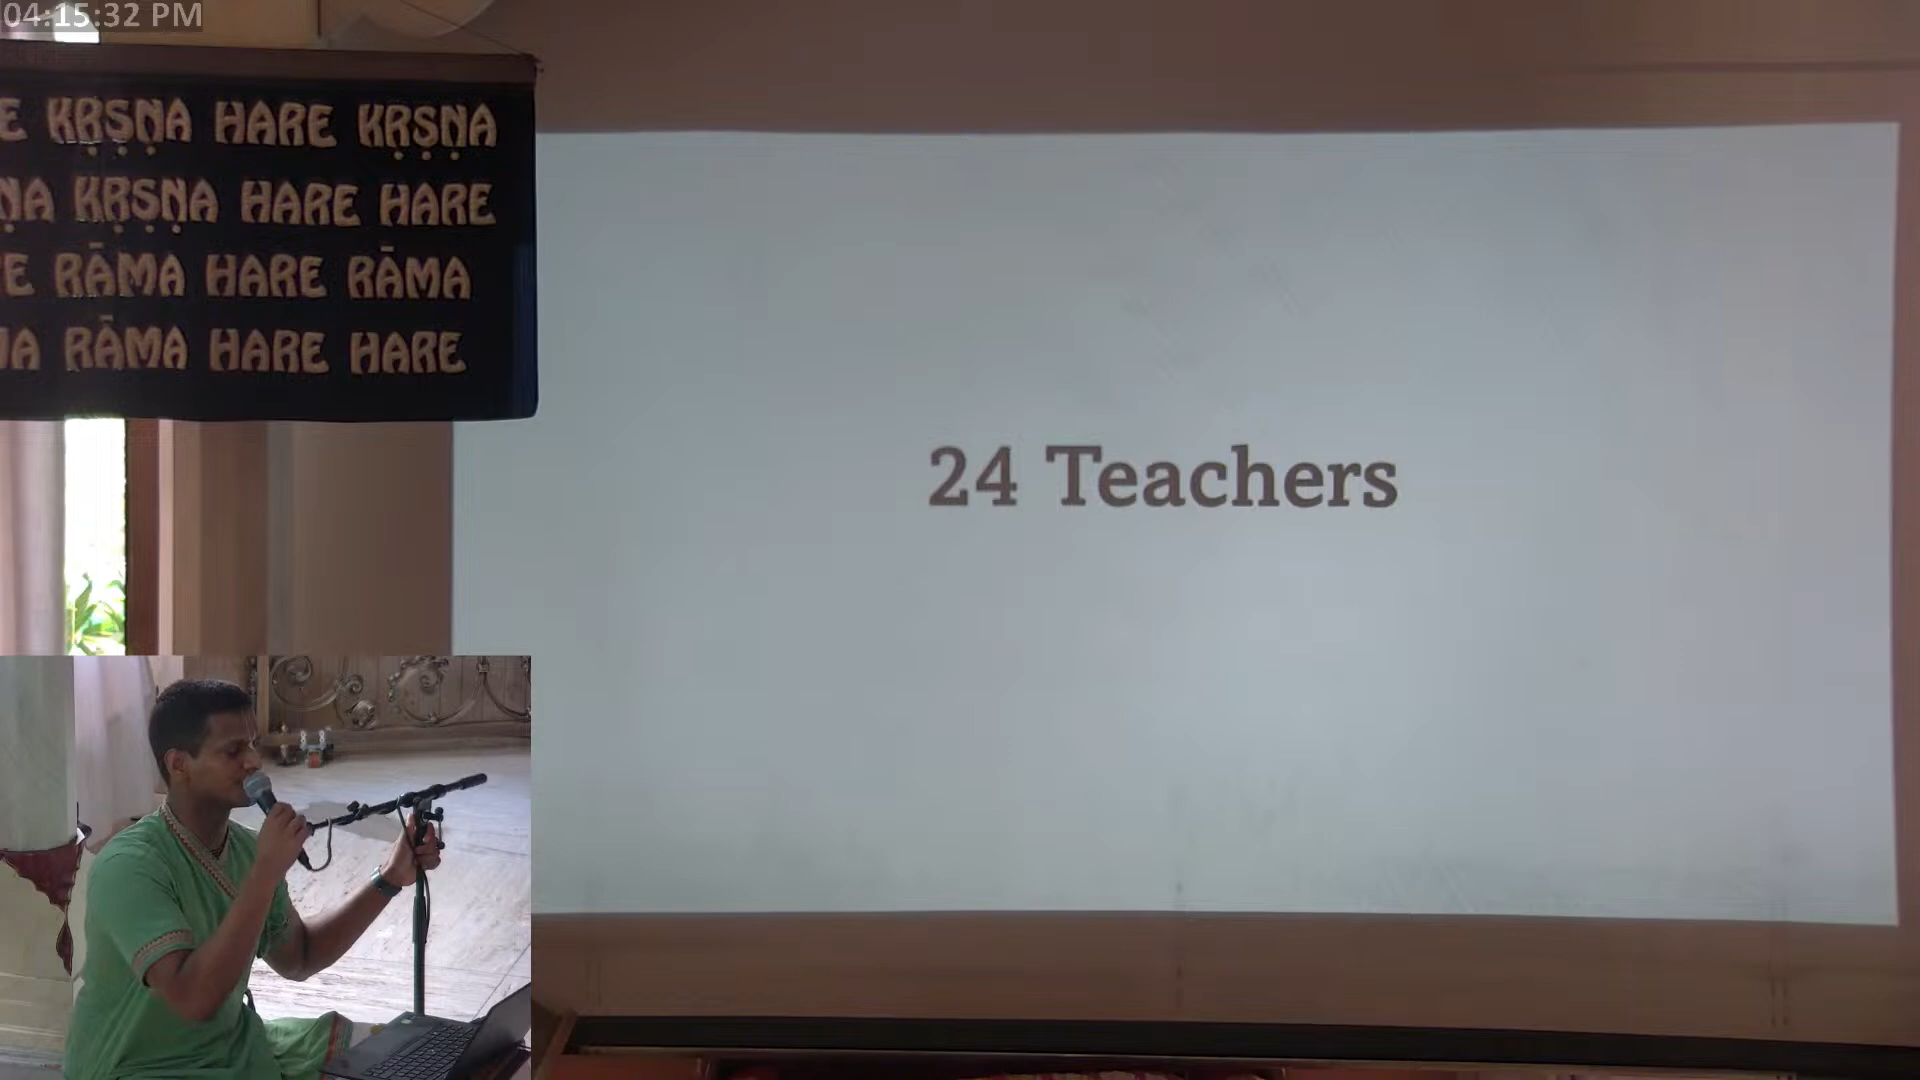 04:15:32 PM
E KṚṢṆA HARE KṚṢṆA
ṆA KṚṢṆA HARE HARE
E RĀMA HARE RĀMA
MA RĀMA HARE HARE
24 Teachers